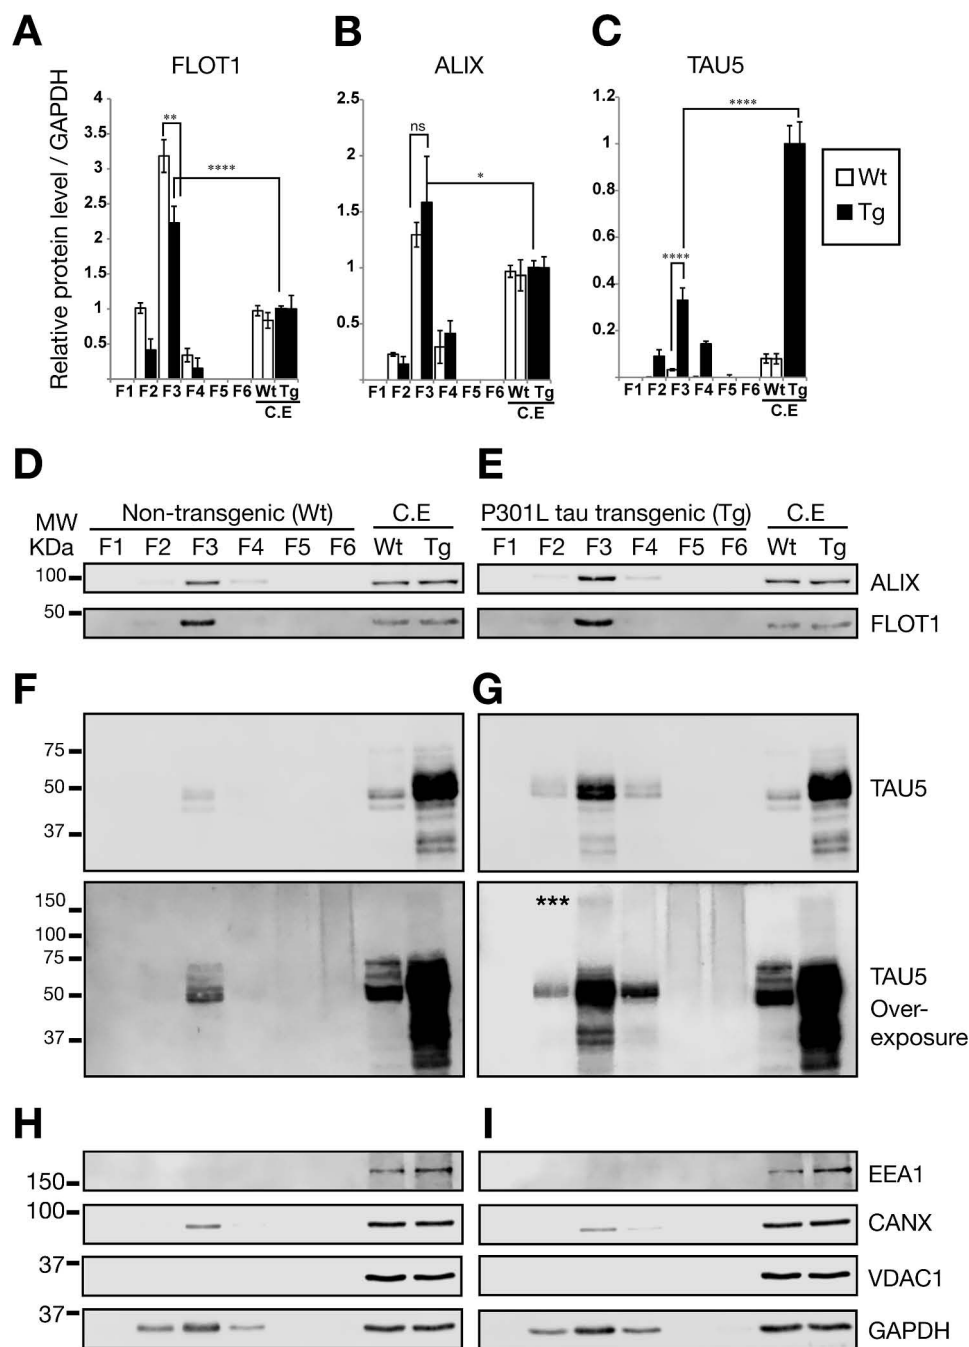 A B C
FLOT1 ALIX TAU5
Relative protein level / GAPDH
4
3.5
3
2.5
2
1.5
1
0.5
** ****
F1 F2 F3 F4 F5 F6 Wt Tg
C.E
2.5
2
1.5
1
0.5
ns *
F1 F2 F3 F4 F5 F6 Wt Tg
C.E
1.2
1
0.8
0.6
0.4
0.2
**** ****
F1 F2 F3 F4 F5 F6 Wt Tg
C.E
Wt
Tg
D E
MW
KDa
Non-transgenic (Wt) C.E P301L tau transgenic (Tg) C.E
F1 F2 F3 F4 F5 F6 Wt Tg F1 F2 F3 F4 F5 F6 Wt Tg
100 ALIX
50 FLOT1
F G
75
50 TAU5
37
150 ***
100
75
50
37
TAU5
Over-
exposure
H I
150 EEA1
100 CANX
37 VDAC1
37 GAPDH